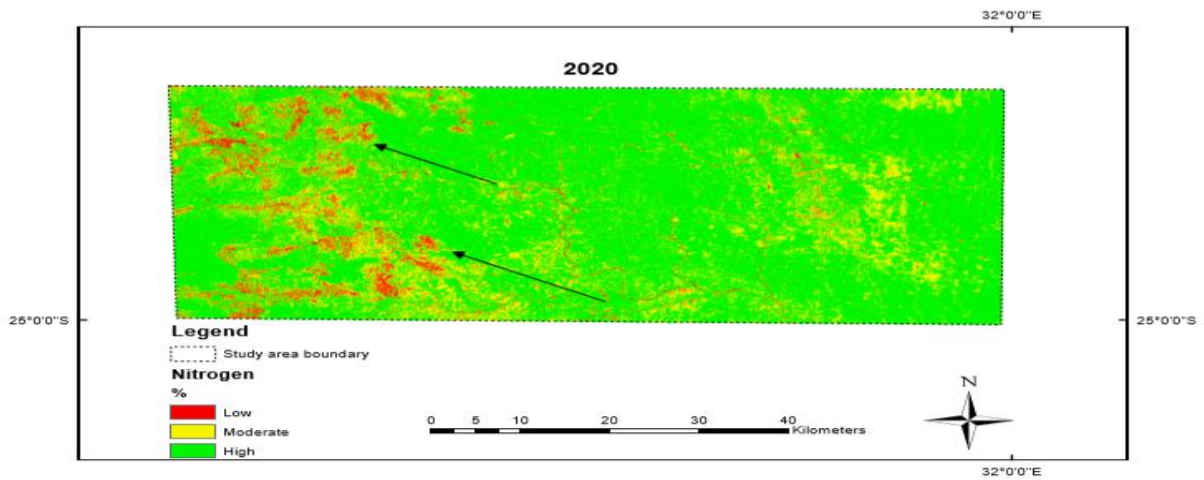 32°0'0"E
2020
25°0'0"S
25°0'0"S
Legend
Study area boundary
Nitrogen
%
Low
Moderate
High
0 5 10 20 30 40
Kilometers
N
32°0'0"E